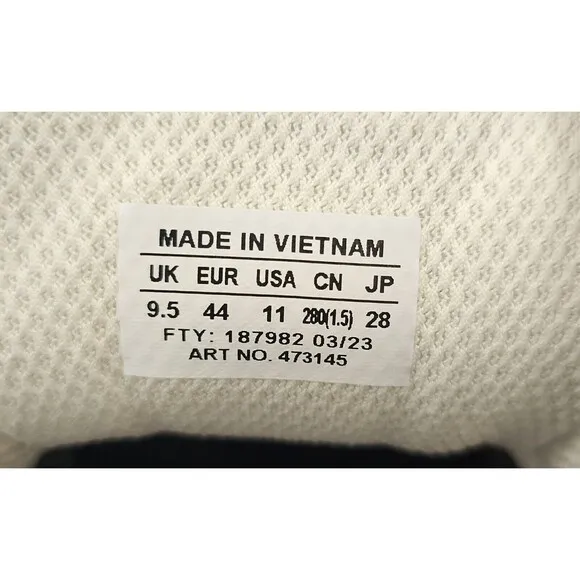 MADE IN VIETNAM
UK EUR USA CN JP
9.5 44 11 280(1.5) 28
FTY: 187982 03/23
ART NO. 473145